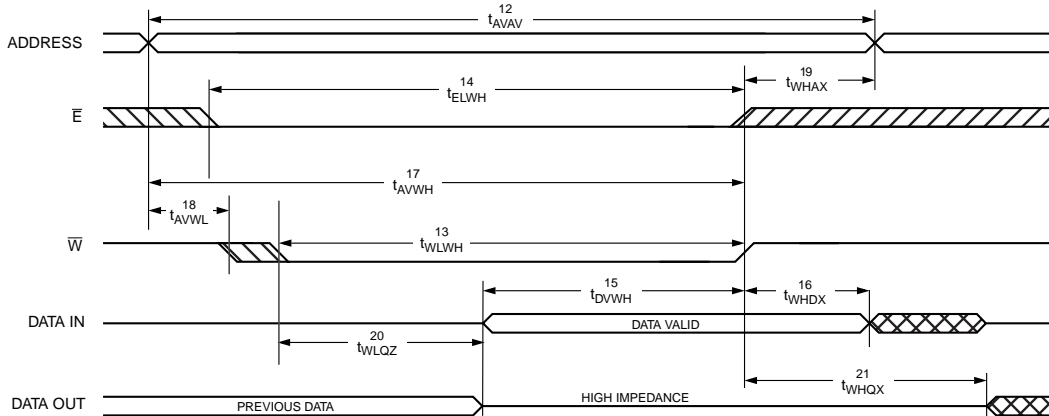 12
tAVAV
ADDRESS
14
tELWH
19
tWHAX
E
17
tAVWH
18
tAVWL
13
tWLWH
W
15
tDVWH
16
tWHDX
DATA IN
DATA VALID
20
tWLQZ
21
tWHQX
DATA OUT
PREVIOUS DATA
HIGH IMPEDANCE